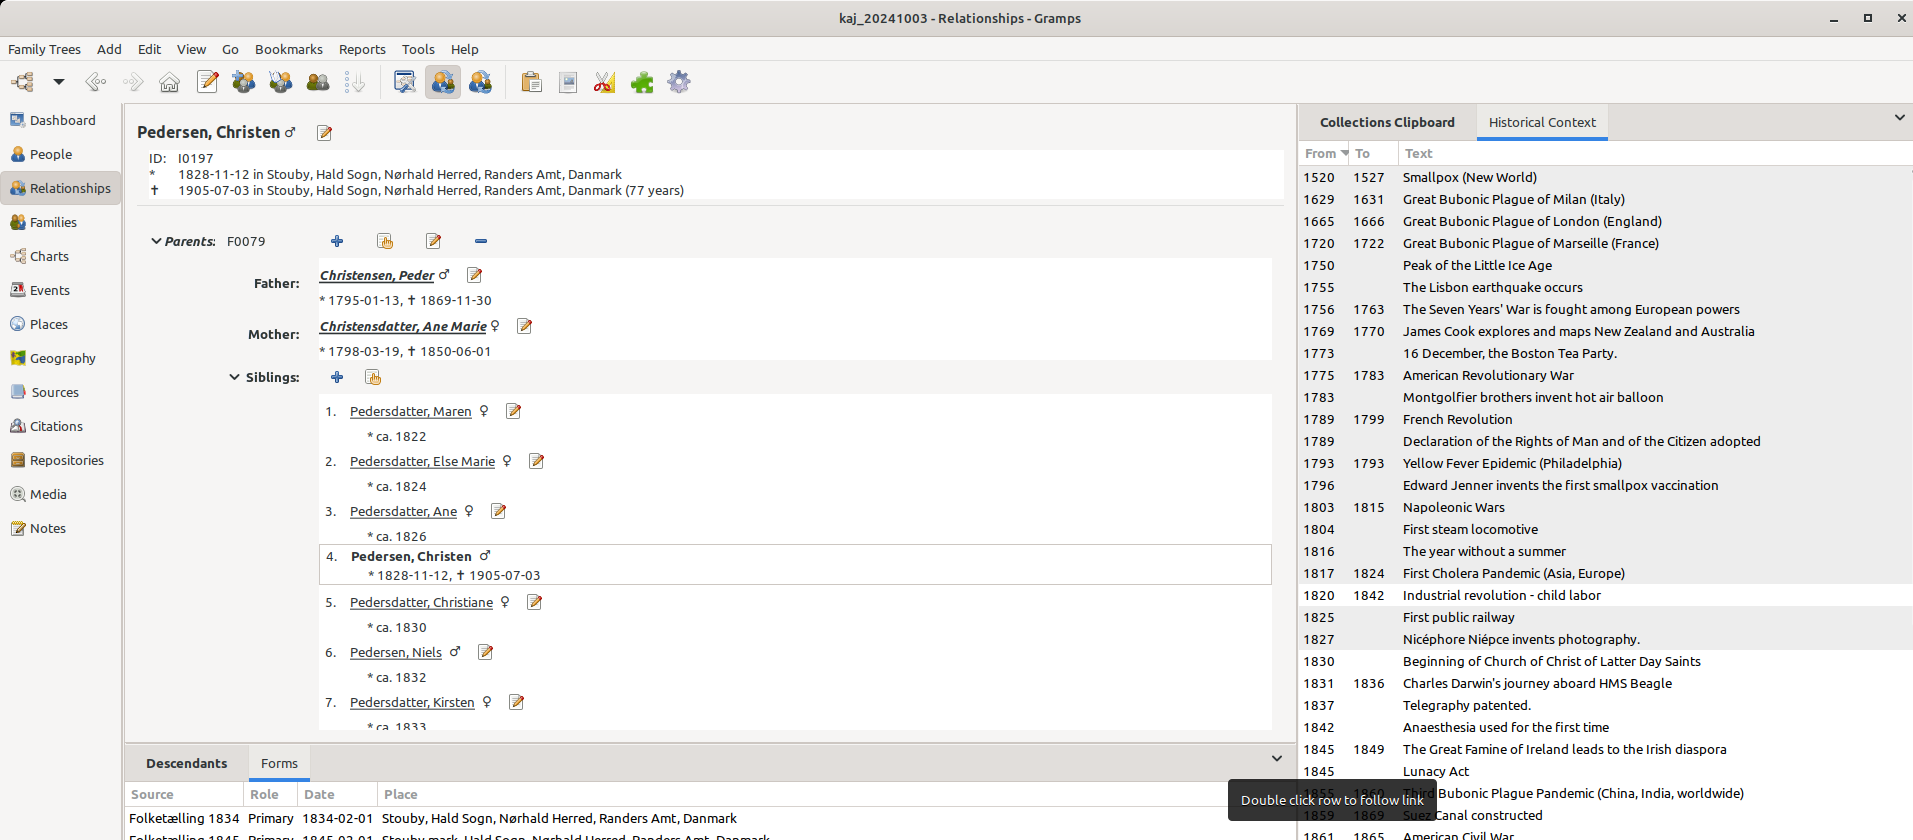 kaj_20241003 - Relationships - Gramps
Family Trees Add Edit View Go Bookmarks Reports Tools Help
Dashboard
People
Relationships
Families
Charts
Events
Places
Geography
Sources
Citations
Repositories
Media
Notes
Pedersen, Christen ♂
ID: I0197
* 1828-11-12 in Stouby, Hald Sogn, Nørhald Herred, Randers Amt, Danmark
✝ 1905-07-03 in Stouby, Hald Sogn, Nørhald Herred, Randers Amt, Danmark (77 years)
Parents: F0079
Father: Christensen, Peder ♂
* 1795-01-13, ✝ 1869-11-30
Mother: Christensdatter, Ane Marie ♀
* 1798-03-19, ✝ 1850-06-01
Siblings:
1. Pedersdatter, Maren ♀
* ca. 1822
2. Pedersdatter, Else Marie ♀
* ca. 1824
3. Pedersdatter, Ane ♀
* ca. 1826
4. Pedersen, Christen ♂
* 1828-11-12, ✝ 1905-07-03
5. Pedersdatter, Christiane ♀
* ca. 1830
6. Pedersen, Niels ♂
* ca. 1832
7. Pedersdatter, Kirsten ♀
* ca. 1833
Descendants Forms
Source Role Date Place
Folketælling 1834 Primary 1834-02-01 Stouby, Hald Sogn, Nørhald Herred, Randers Amt, Danmark
Folketælling 1845 Primary 1845-02-01 Stouby mark, Hald Sogn, Nørhald Herred, Randers Amt, Danmark
Collections Clipboard Historical Context
From To Text
1520 1527 Smallpox (New World)
1629 1631 Great Bubonic Plague of Milan (Italy)
1665 1666 Great Bubonic Plague of London (England)
1720 1722 Great Bubonic Plague of Marseille (France)
1750 Peak of the Little Ice Age
1755 The Lisbon earthquake occurs
1756 1763 The Seven Years' War is fought among European powers
1769 1770 James Cook explores and maps New Zealand and Australia
1773 16 December, the Boston Tea Party.
1775 1783 American Revolutionary War
1783 Montgolfier brothers invent hot air balloon
1789 1799 French Revolution
1789 Declaration of the Rights of Man and of the Citizen adopted
1793 1793 Yellow Fever Epidemic (Philadelphia)
1796 Edward Jenner invents the first smallpox vaccination
1803 1815 Napoleonic Wars
1804 First steam locomotive
1816 The year without a summer
1817 1824 First Cholera Pandemic (Asia, Europe)
1820 1842 Industrial revolution - child labor
1825 First public railway
1827 Nicéphore Niépce invents photography.
1830 Beginning of Church of Christ of Latter Day Saints
1831 1836 Charles Darwin's journey aboard HMS Beagle
1837 Telegraphy patented.
1842 Anaesthesia used for the first time
1845 1849 The Great Famine of Ireland leads to the Irish diaspora
1845 Lunacy Act
1855 1860 Third Bubonic Plague Pandemic (China, India, worldwide)
Double click row to follow link
1859 1869 Suez Canal constructed
1861 1865 American Civil War